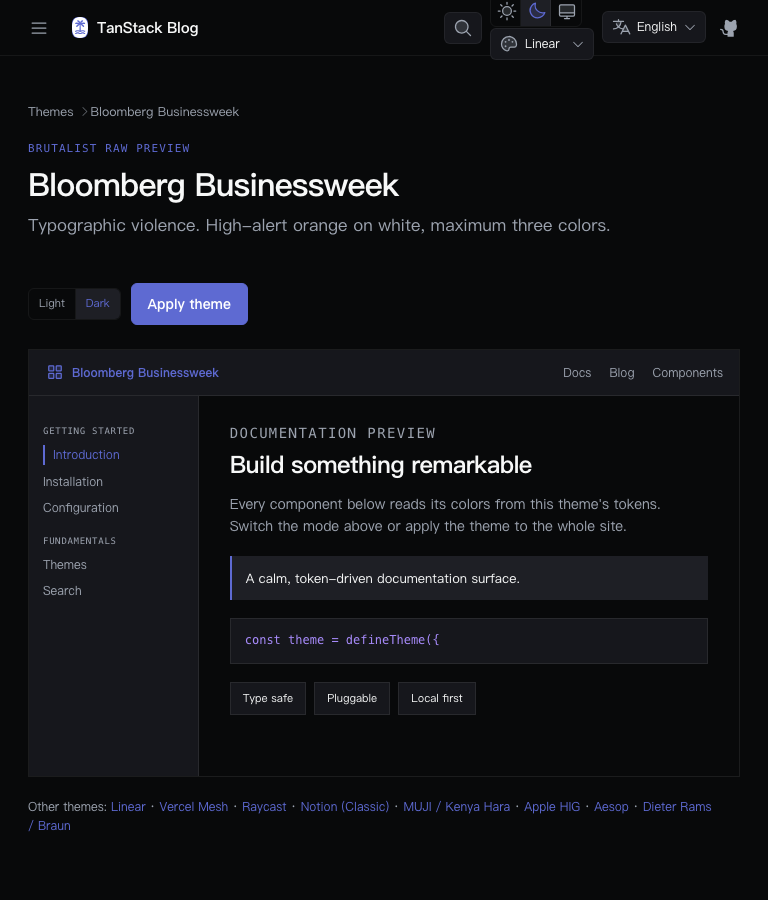 TanStack Blog
Linear
English
Themes
Bloomberg Businessweek
BRUTALIST RAW PREVIEW
Bloomberg Businessweek
Typographic violence. High-alert orange on white, maximum three colors.
Light
Dark
Apply theme
Bloomberg Businessweek
Docs
Blog
Components
GETTING STARTED
Introduction
Installation
Configuration
FUNDAMENTALS
Themes
Search
DOCUMENTATION PREVIEW
Build something remarkable
Every component below reads its colors from this theme's tokens.
Switch the mode above or apply the theme to the whole site.
A calm, token-driven documentation surface.
const theme = defineTheme({
Type safe
Pluggable
Local first
Other themes: Linear · Vercel Mesh · Raycast · Notion (Classic) · MUJI / Kenya Hara · Apple HIG · Aesop · Dieter Rams
/ Braun